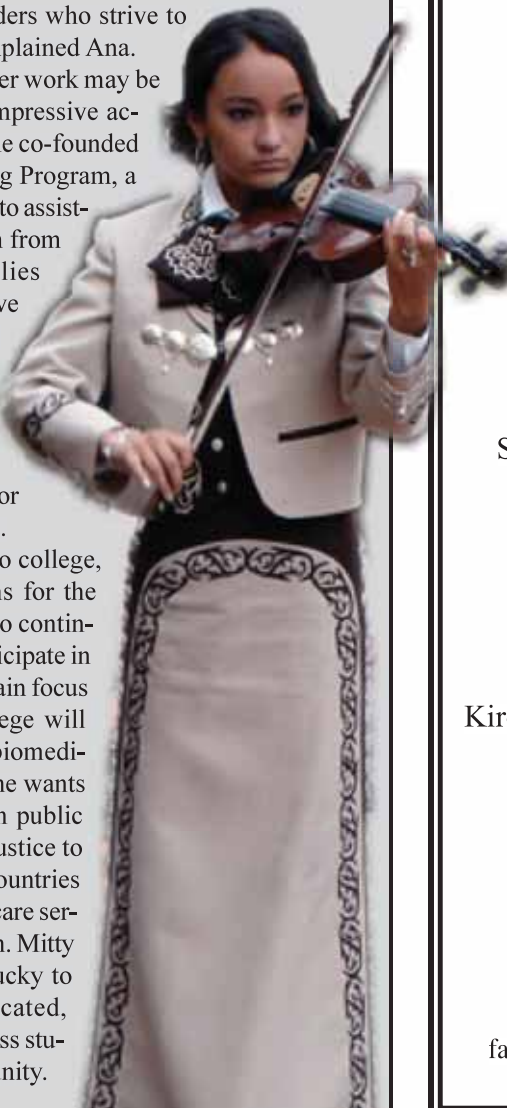 ders who strive to
plained Ana.
er work may be
mpressive ac-
e co-founded
g Program, a
to assist-
n from
lies
ve
or
.
o college,
ns for the
o contin-
icipate in
ain focus
ege will
biomedi-
he wants
n public
ustice to
ountries
care ser-
n. Mitty
ucky to
cated,
ss stu-
nity.
S
Kir
fa